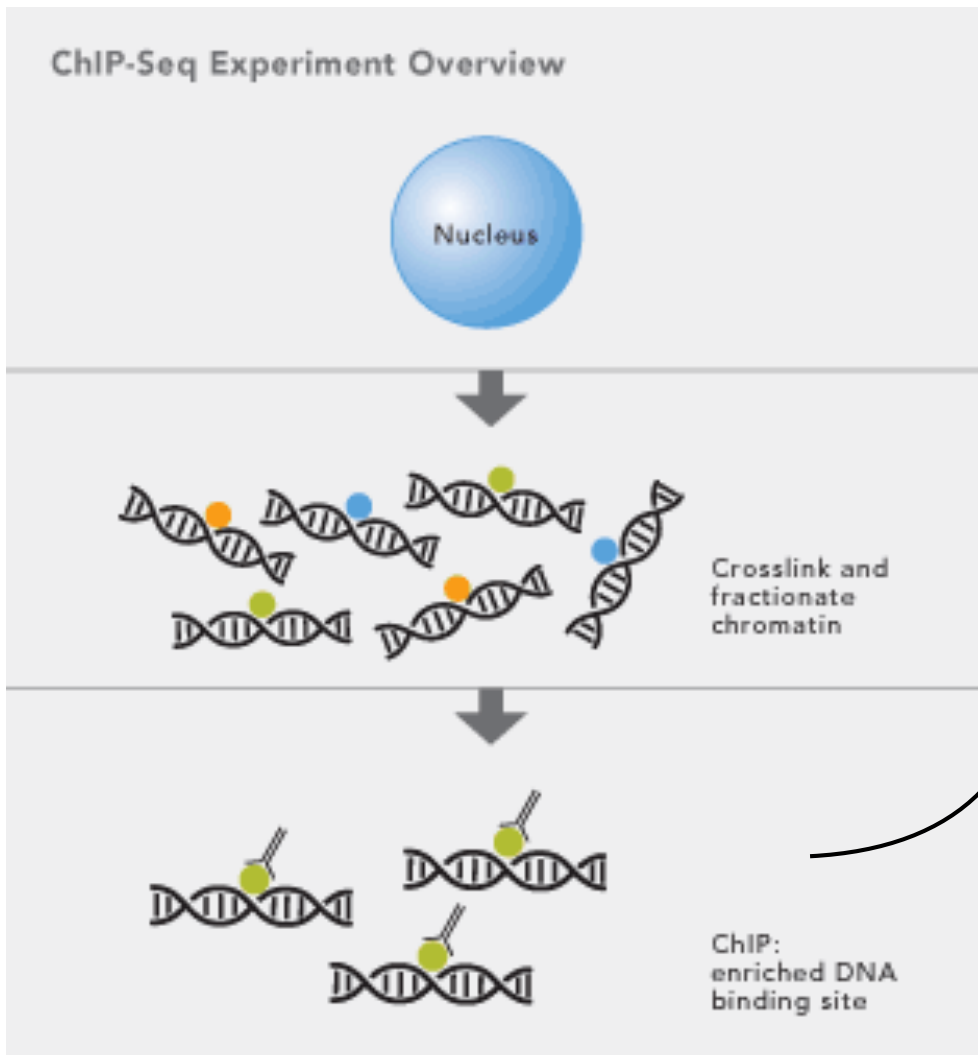 ChIP-Seq Experiment Overview
Nucleus
Crosslink and
fractionate
chromatin
ChIP:
enriched DNA
binding site